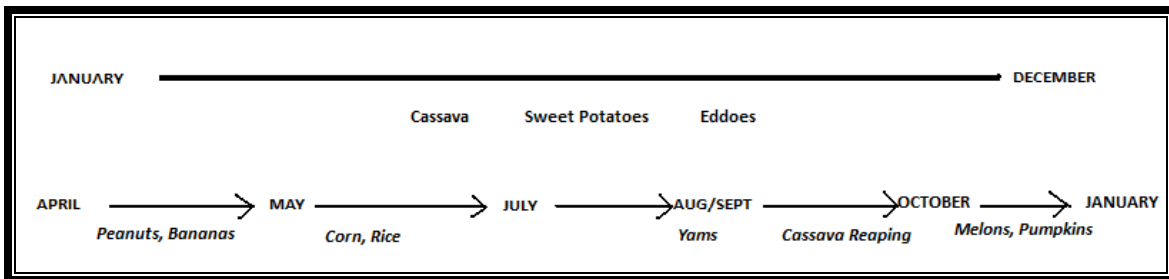 JANUARY DECEMBER
Cassava Sweet Potatoes Eddoes
APRIL MAY JULY AUG/SEPT OCTOBER JANUARY
Peanuts, Bananas Corn, Rice Yams Cassava Reaping Melons, Pumpkins